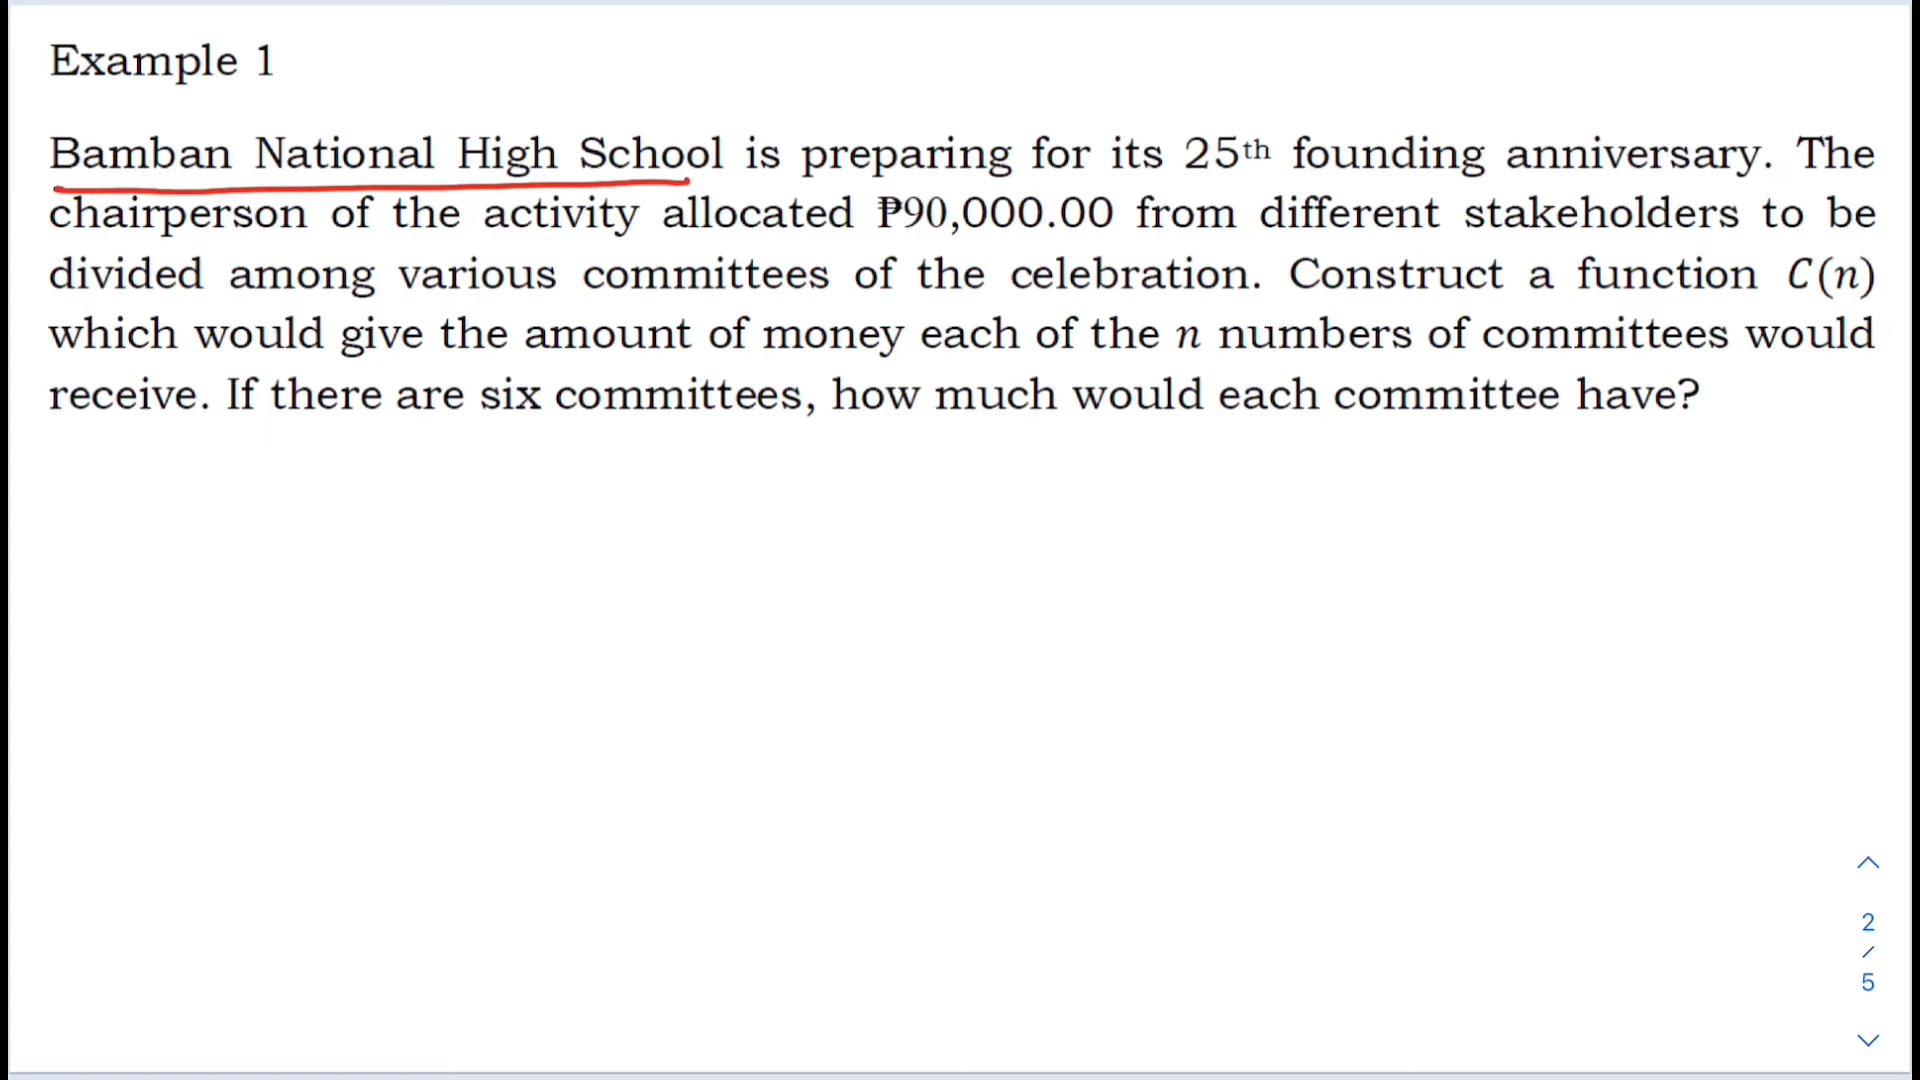 Example 1
Bamban National High School is preparing for its 25th founding anniversary. The
chairperson of the activity allocated ₱90,000.00 from different stakeholders to be
divided among various committees of the celebration. Construct a function C(n)
which would give the amount of money each of the n numbers of committees would
receive. If there are six committees, how much would each committee have?
2
/
5